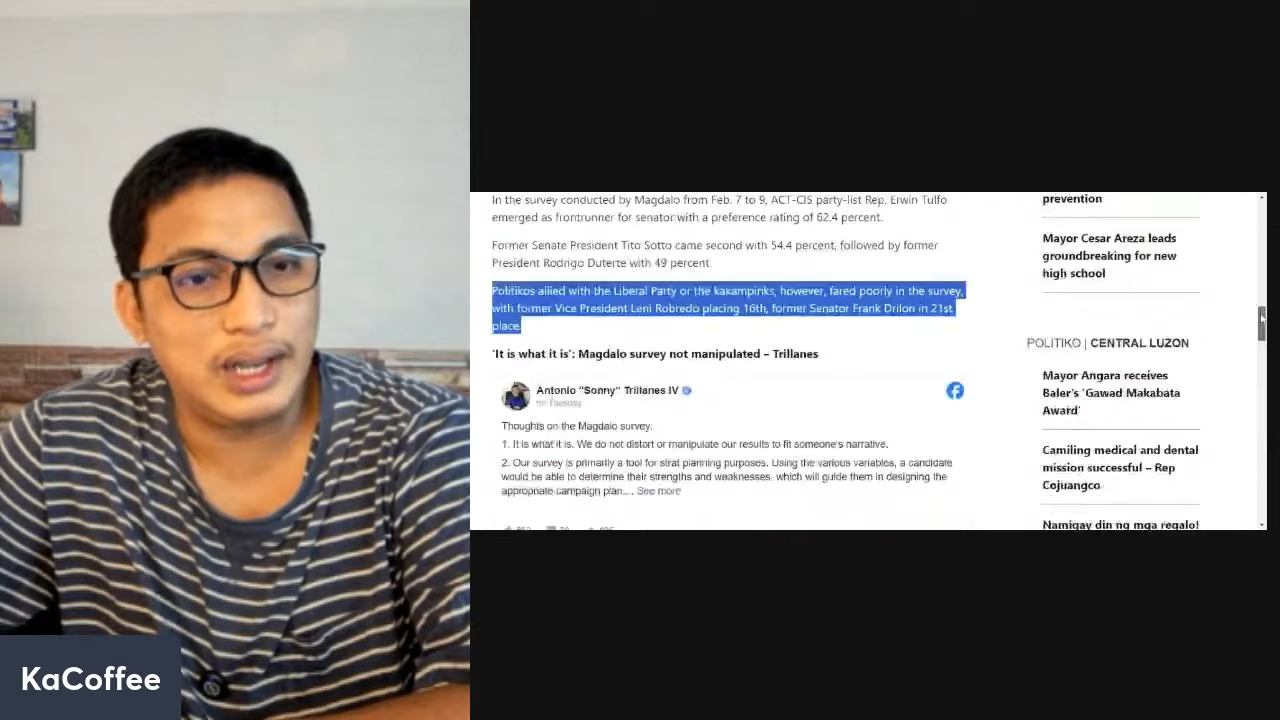 In the survey conducted by Magdalo from Feb. 7 to 9, ACT-CIS party-list Rep. Erwin Tulfo
emerged as frontrunner for senator with a preference rating of 62.4 percent.
Former Senate President Tito Sotto came second with 54.4 percent, followed by former
President Rodrigo Duterte with 49 percent.
Politikos allied with the Liberal Party or the kakampinks, however, fared poorly in the survey,
with former Vice President Leni Robredo placing 16th, former Senator Frank Drilon in 21st
place.
'It is what it is': Magdalo survey not manipulated – Trillanes
Antonio "Sonny" Trillanes IV
on Tuesday
Thoughts on the Magdalo survey:
1. It is what it is. We do not distort or manipulate our results to fit someone's narrative.
2. Our survey is primarily a tool for strat planning purposes. Using the various variables, a candidate
would be able to determine their strengths and weaknesses, which will guide them in designing the
appropriate campaign plan.... See more
prevention
Mayor Cesar Areza leads
groundbreaking for new
high school
POLITIKO | CENTRAL LUZON
Mayor Angara receives
Baler's 'Gawad Makabata
Award'
Camiling medical and dental
mission successful – Rep
Cojuangco
Namigay din ng mga regalo!
KaCoffee